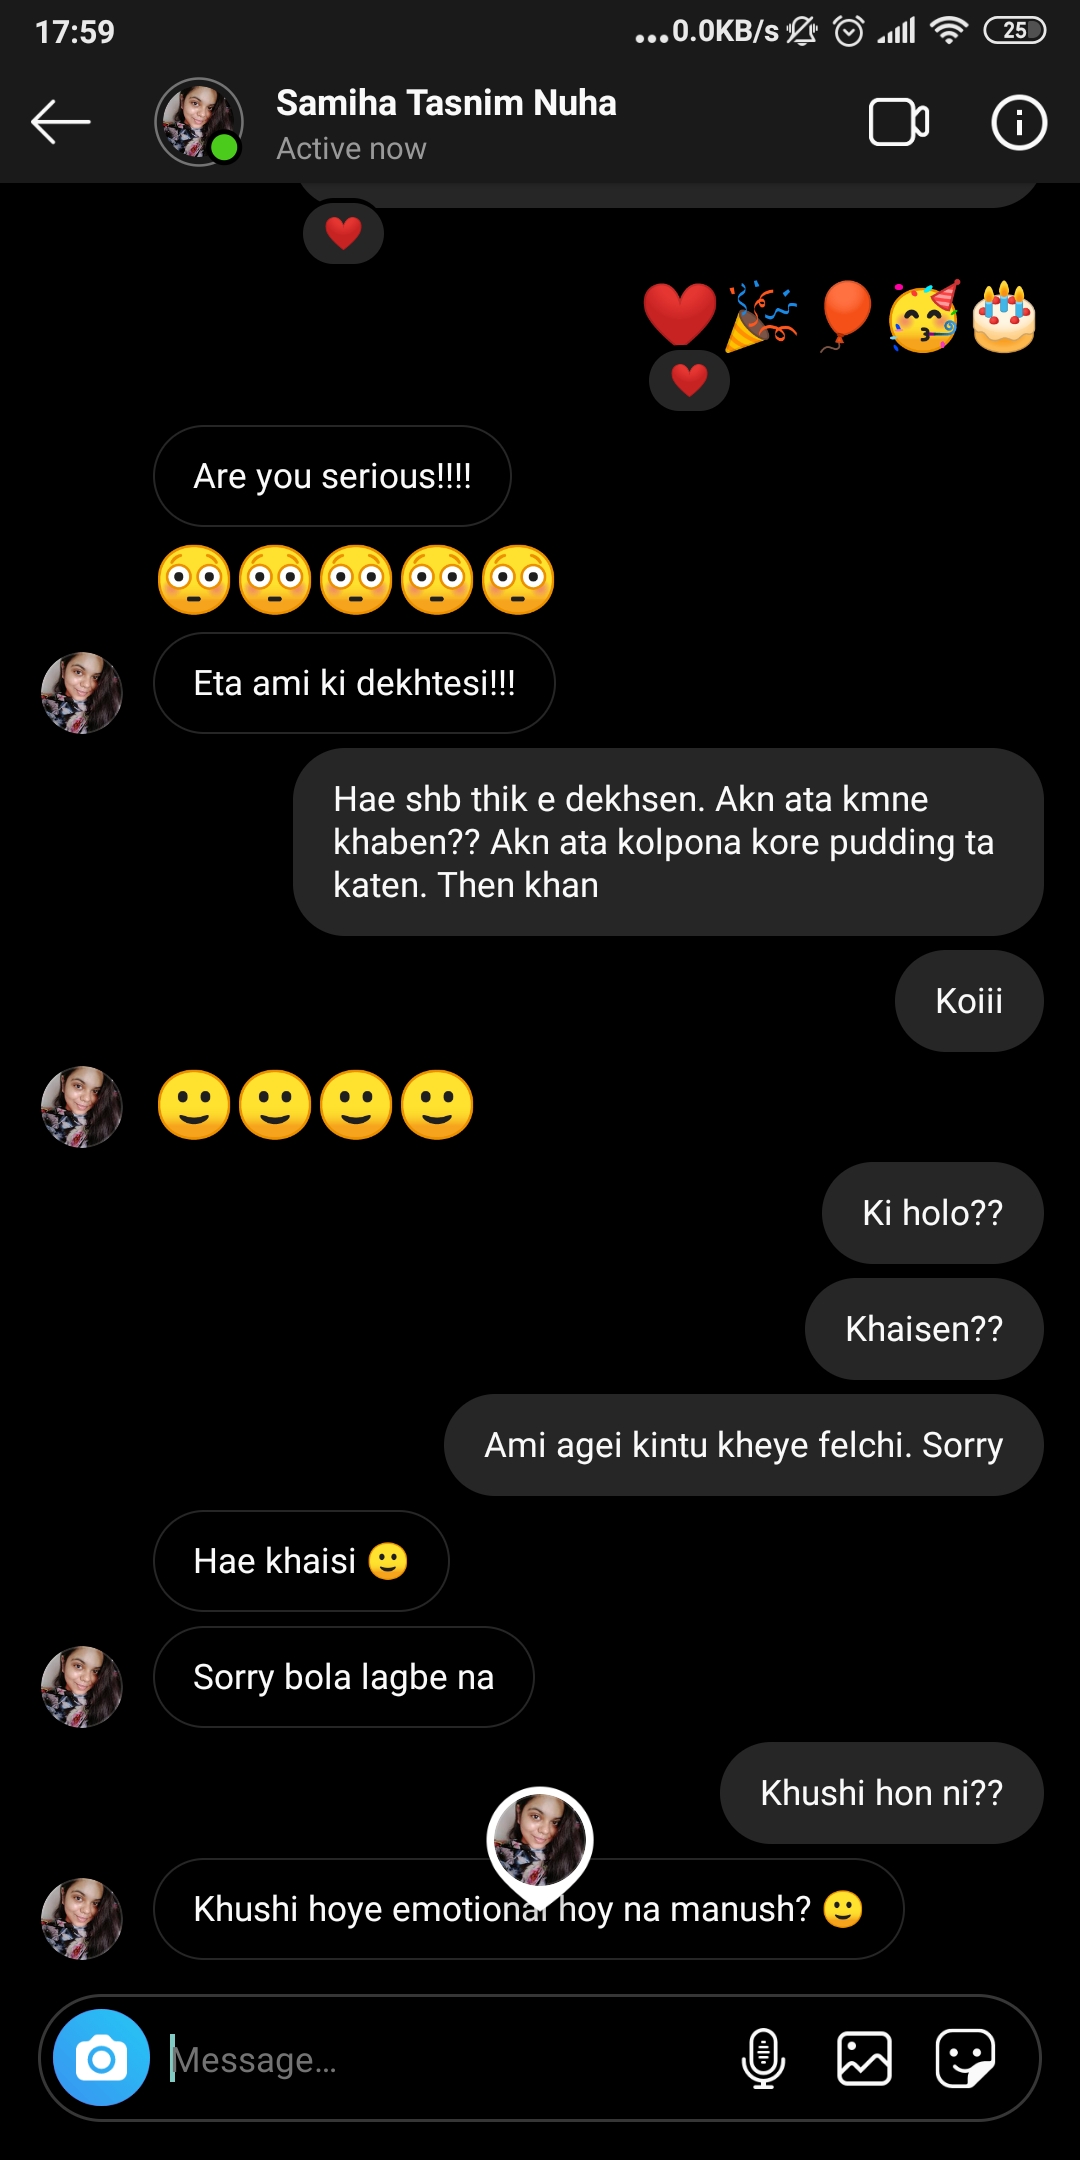 17:59
...0.0KB/s
25
Samiha Tasnim Nuha
Active now
❤️
❤️🎉🎈🥳🎂
❤️
Are you serious!!!!
😳😳😳😳😳
Eta ami ki dekhtesi!!!
Hae shb thik e dekhsen. Akn ata kmne
khaben?? Akn ata kolpona kore pudding ta
katen. Then khan
Koiii
🙂🙂🙂🙂
Ki holo??
Khaisen??
Ami agei kintu kheye felchi. Sorry
Hae khaisi 🙂
Sorry bola lagbe na
Khushi hon ni??
Khushi hoye emotional hoy na manush? 🙂
Message...